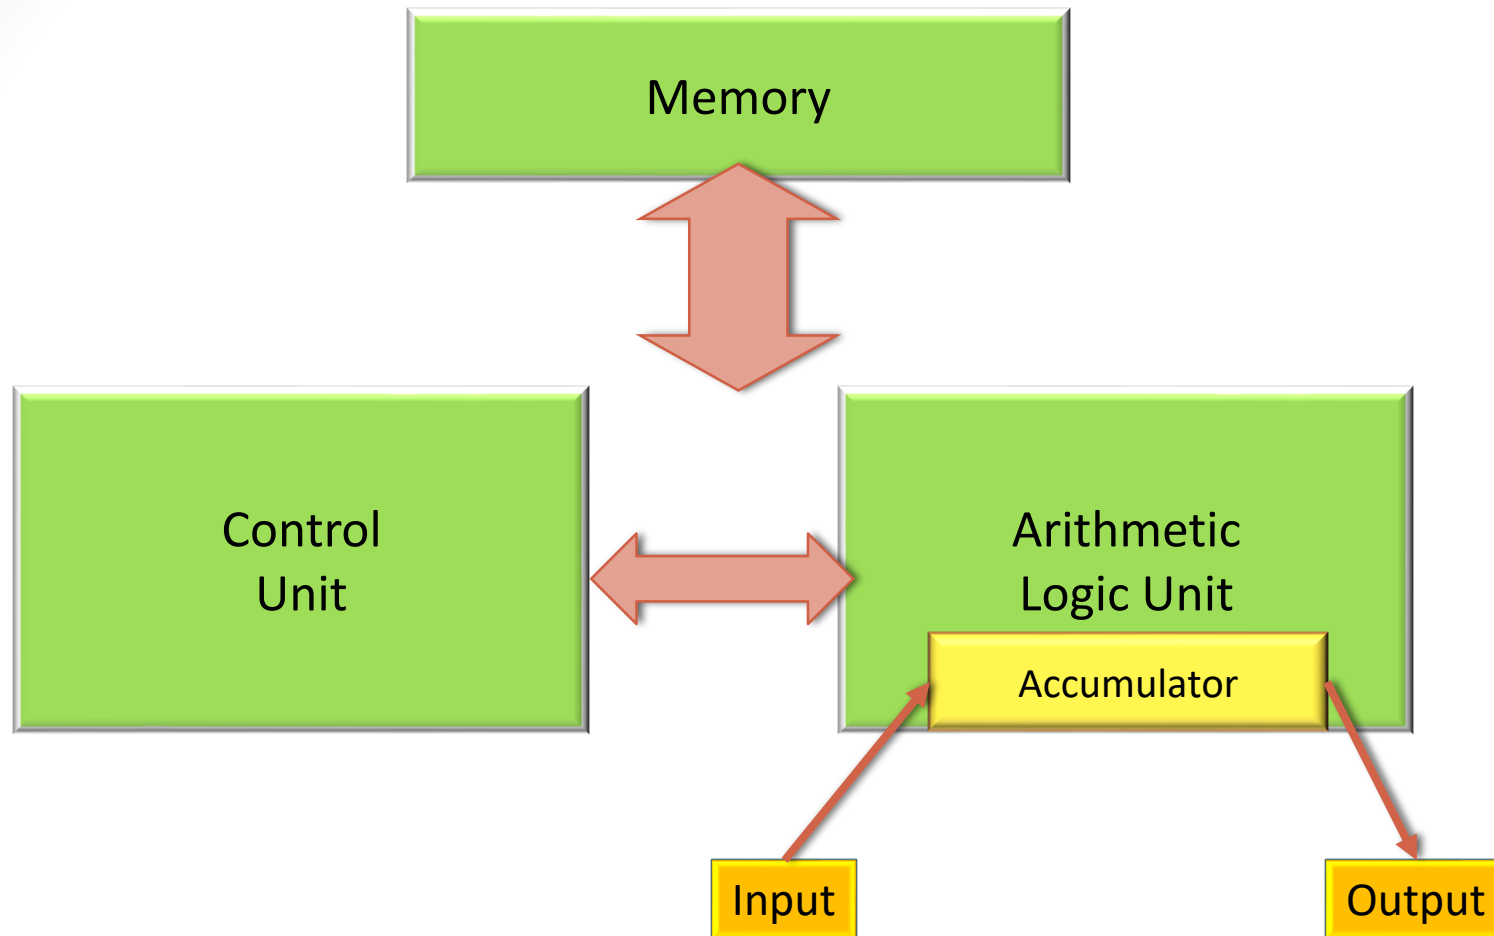 Memory
Control
Unit
Arithmetic
Logic Unit
Accumulator
Input
Output